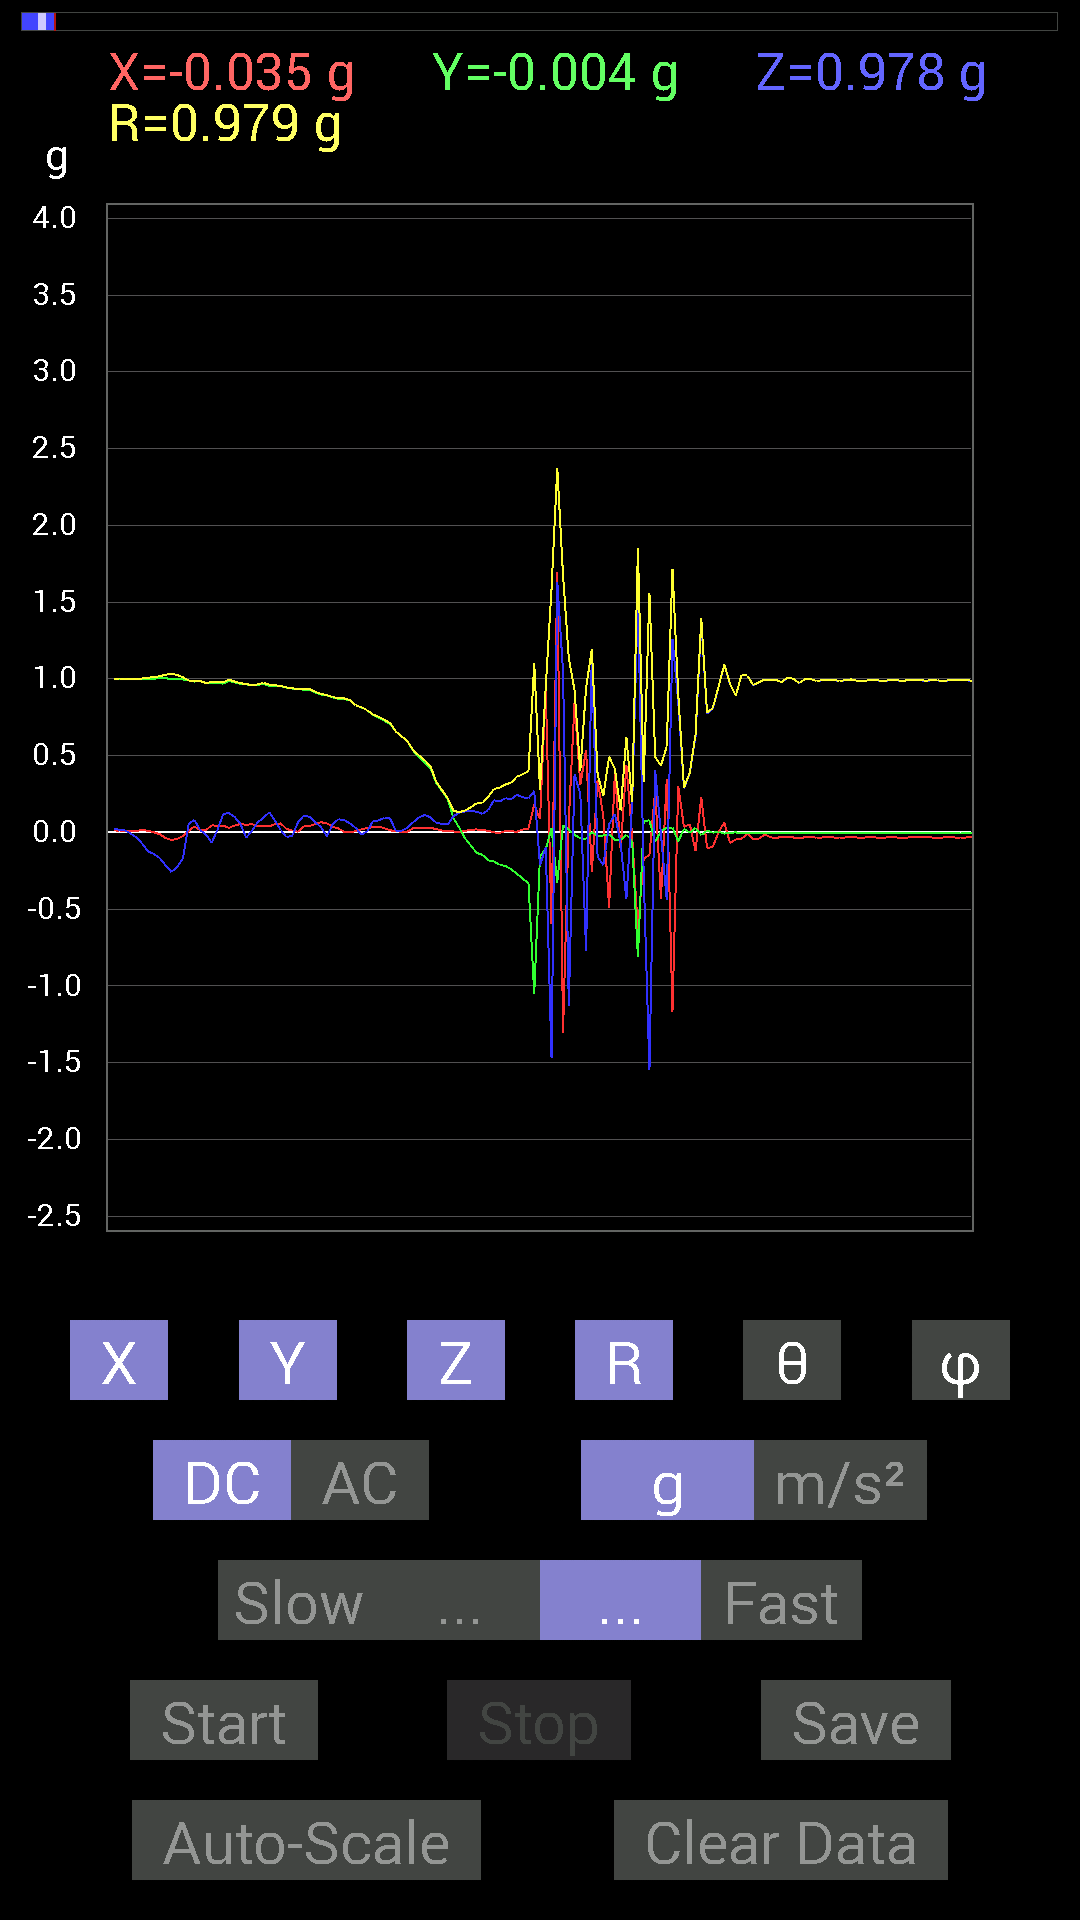 X=-0.035 g Y=-0.004 g Z=0.978 g
R=0.979 g
g
4.0
3.5
3.0
2.5
2.0
1.5
1.0
0.5
0.0
-0.5
-1.0
-1.5
-2.0
-2.5
X Y Z R θ φ
DC AC g m/s²
Slow ... ... Fast
Start Stop Save
Auto-Scale Clear Data